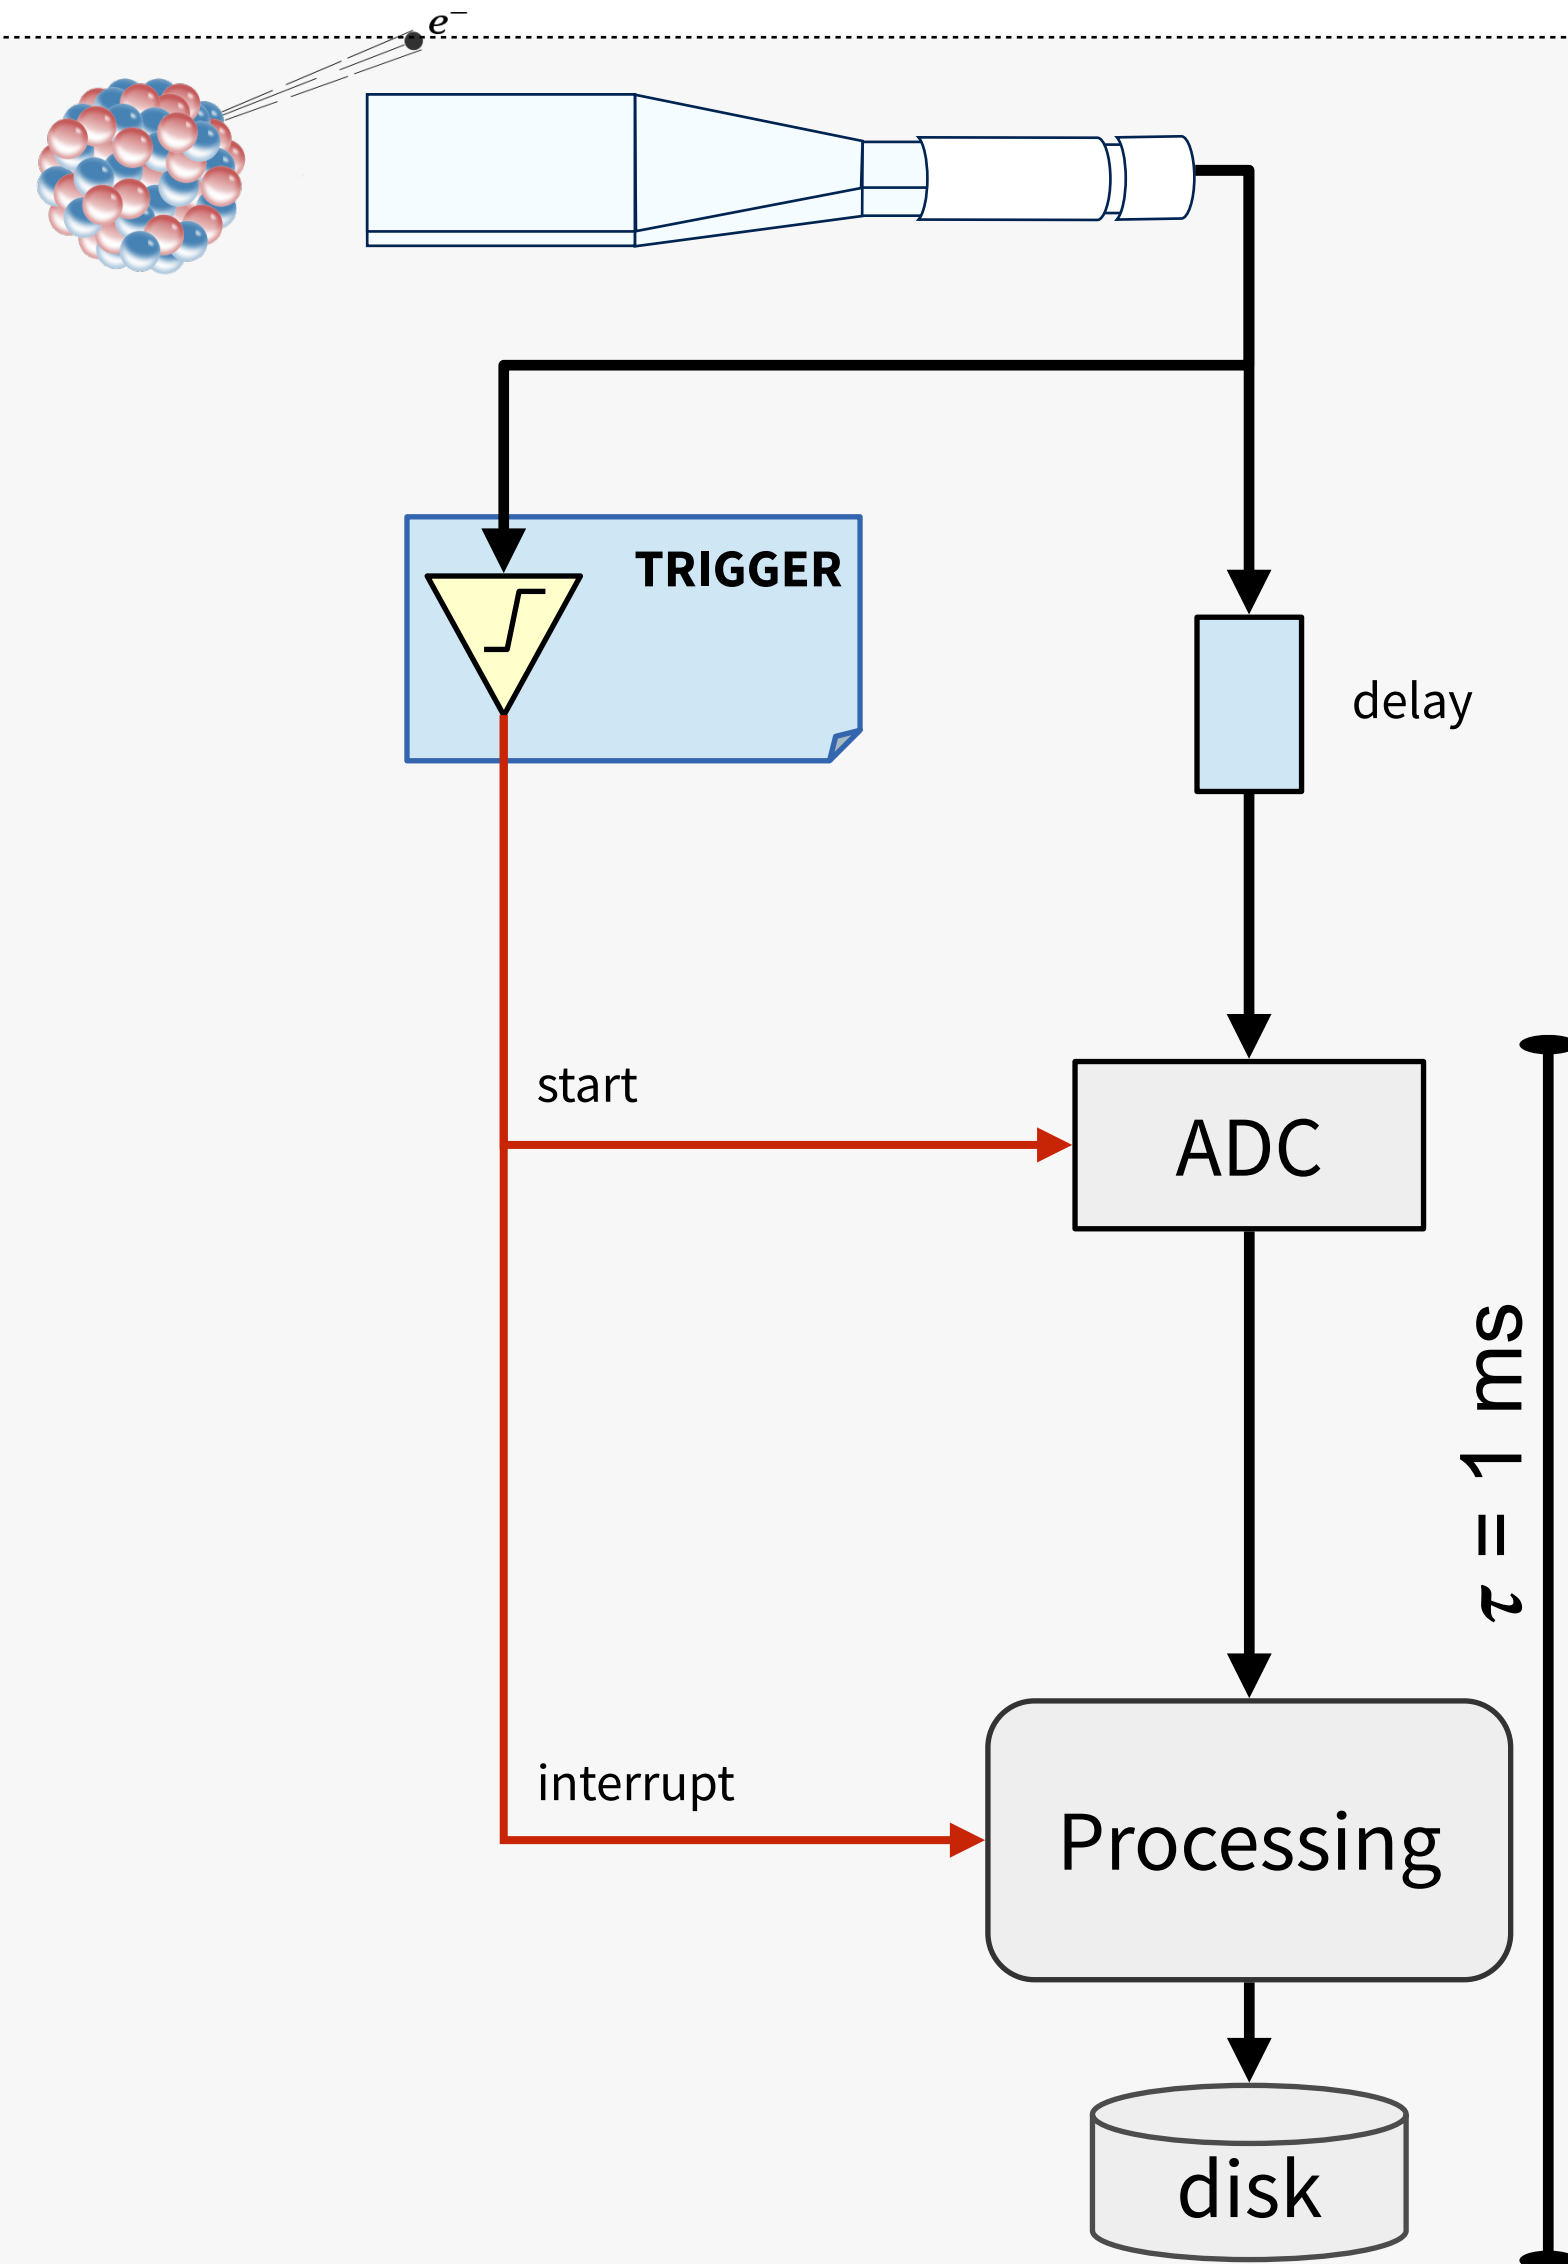 e⁻
TRIGGER
delay
start
ADC
τ = 1 ms
interrupt
Processing
disk